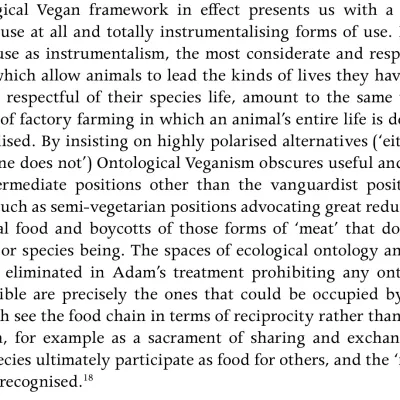 gical Vegan framework in effect presents us with a
use at all and totally instrumentalising forms of use.
use as instrumentalism, the most considerate and resp
which allow animals to lead the kinds of lives they hav
respectful of their species life, amount to the same
of factory farming in which an animal's entire life is d
ised. By insisting on highly polarised alternatives ('eit
ne does not') Ontological Veganism obscures useful and
ermediate positions other than the vanguardist posit
uch as semi-vegetarian positions advocating great redu
al food and boycotts of those forms of 'meat' that do
or species being. The spaces of ecological ontology an
eliminated in Adam's treatment prohibiting any ont
ible are precisely the ones that could be occupied by
h see the food chain in terms of reciprocity rather than
, for example as a sacrament of sharing and exchan
ecies ultimately participate as food for others, and the '
recognised.18